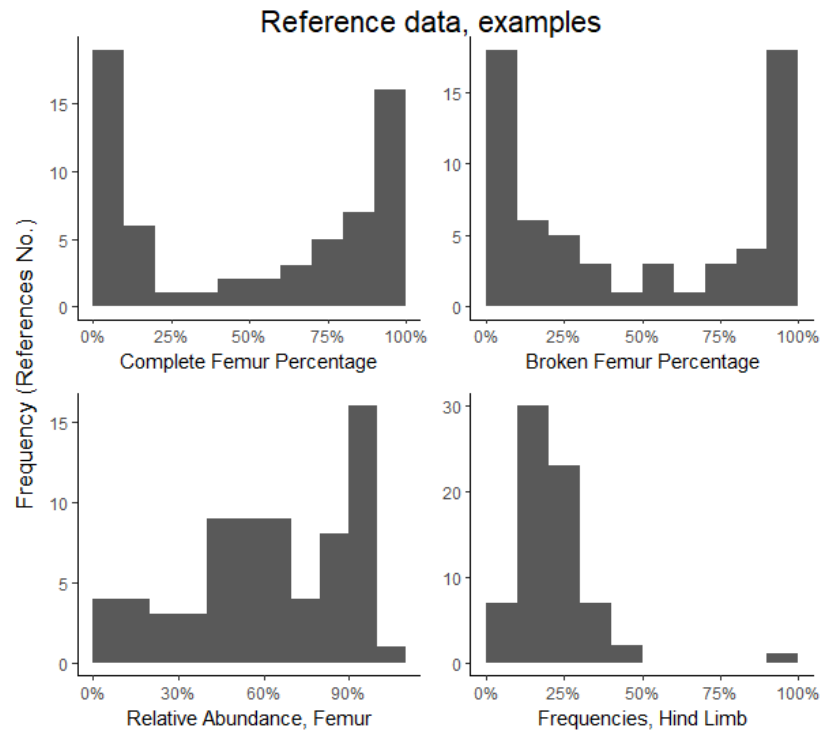 Reference data, examples
Frequency (References No.)
15
10
5
0
0% 25% 50% 75% 100%
Complete Femur Percentage
15
10
5
0
0% 25% 50% 75% 100%
Broken Femur Percentage
15
10
5
0
0% 30% 60% 90%
Relative Abundance, Femur
30
20
10
0
0% 25% 50% 75% 100%
Frequencies, Hind Limb